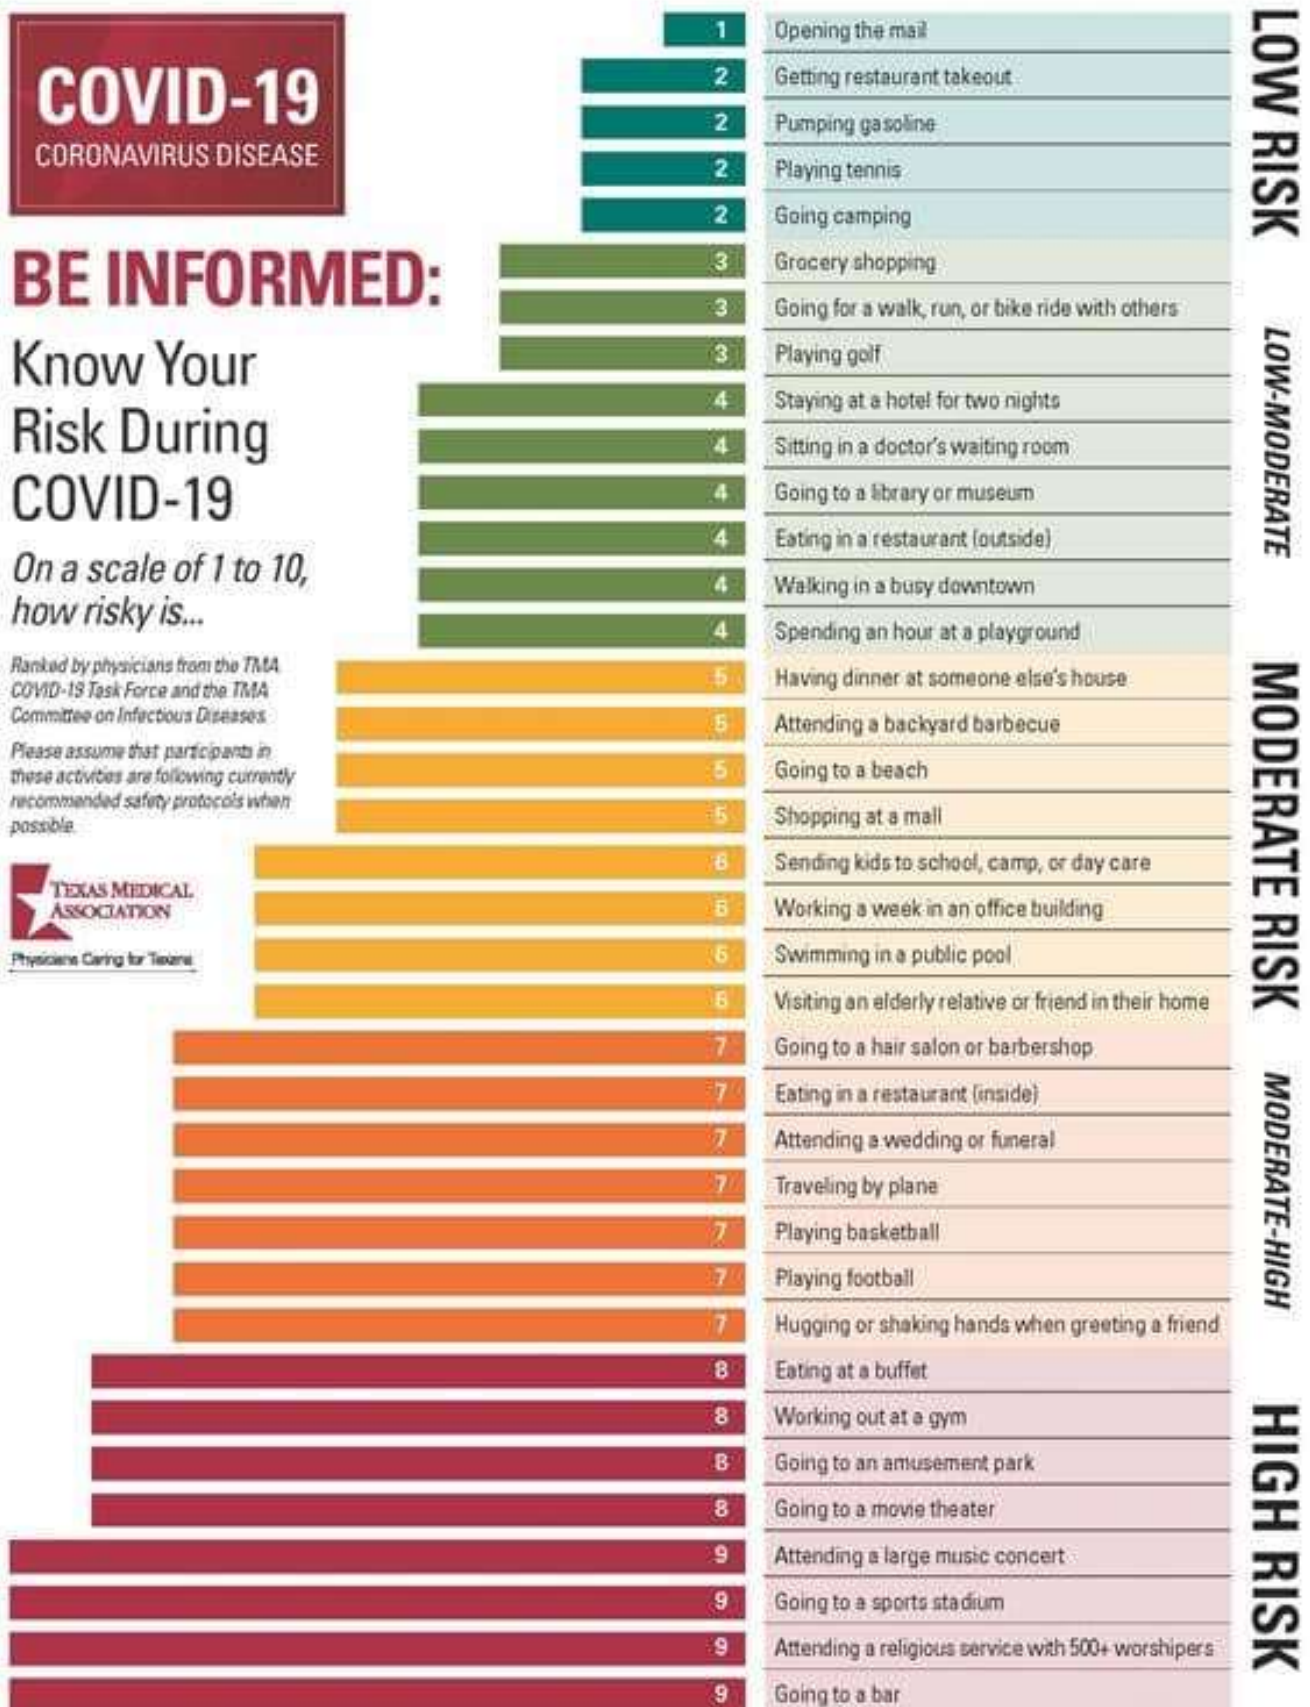 COVID-19
CORONAVIRUS DISEASE
BE INFORMED:
Know Your
Risk During
COVID-19
On a scale of 1 to 10,
how risky is...
Ranked by physicians from the TMA
COVID-19 Task Force and the TMA
Committee on Infectious Diseases.
Please assume that participants in
these activities are following currently
recommended safety protocols when
possible.
TEXAS MEDICAL
ASSOCIATION
Physicians Caring for Texans
1 Opening the mail
2 Getting restaurant takeout
2 Pumping gasoline
2 Playing tennis
2 Going camping
3 Grocery shopping
3 Going for a walk, run, or bike ride with others
3 Playing golf
4 Staying at a hotel for two nights
4 Sitting in a doctor's waiting room
4 Going to a library or museum
4 Eating in a restaurant (outside)
4 Walking in a busy downtown
4 Spending an hour at a playground
5 Having dinner at someone else's house
5 Attending a backyard barbecue
5 Going to a beach
5 Shopping at a mall
6 Sending kids to school, camp, or day care
6 Working a week in an office building
6 Swimming in a public pool
6 Visiting an elderly relative or friend in their home
7 Going to a hair salon or barbershop
7 Eating in a restaurant (inside)
7 Attending a wedding or funeral
7 Traveling by plane
7 Playing basketball
7 Playing football
7 Hugging or shaking hands when greeting a friend
8 Eating at a buffet
8 Working out at a gym
8 Going to an amusement park
8 Going to a movie theater
9 Attending a large music concert
9 Going to a sports stadium
9 Attending a religious service with 500+ worshipers
9 Going to a bar
LOW RISK
LOW-MODERATE
MODERATE RISK
MODERATE-HIGH
HIGH RISK